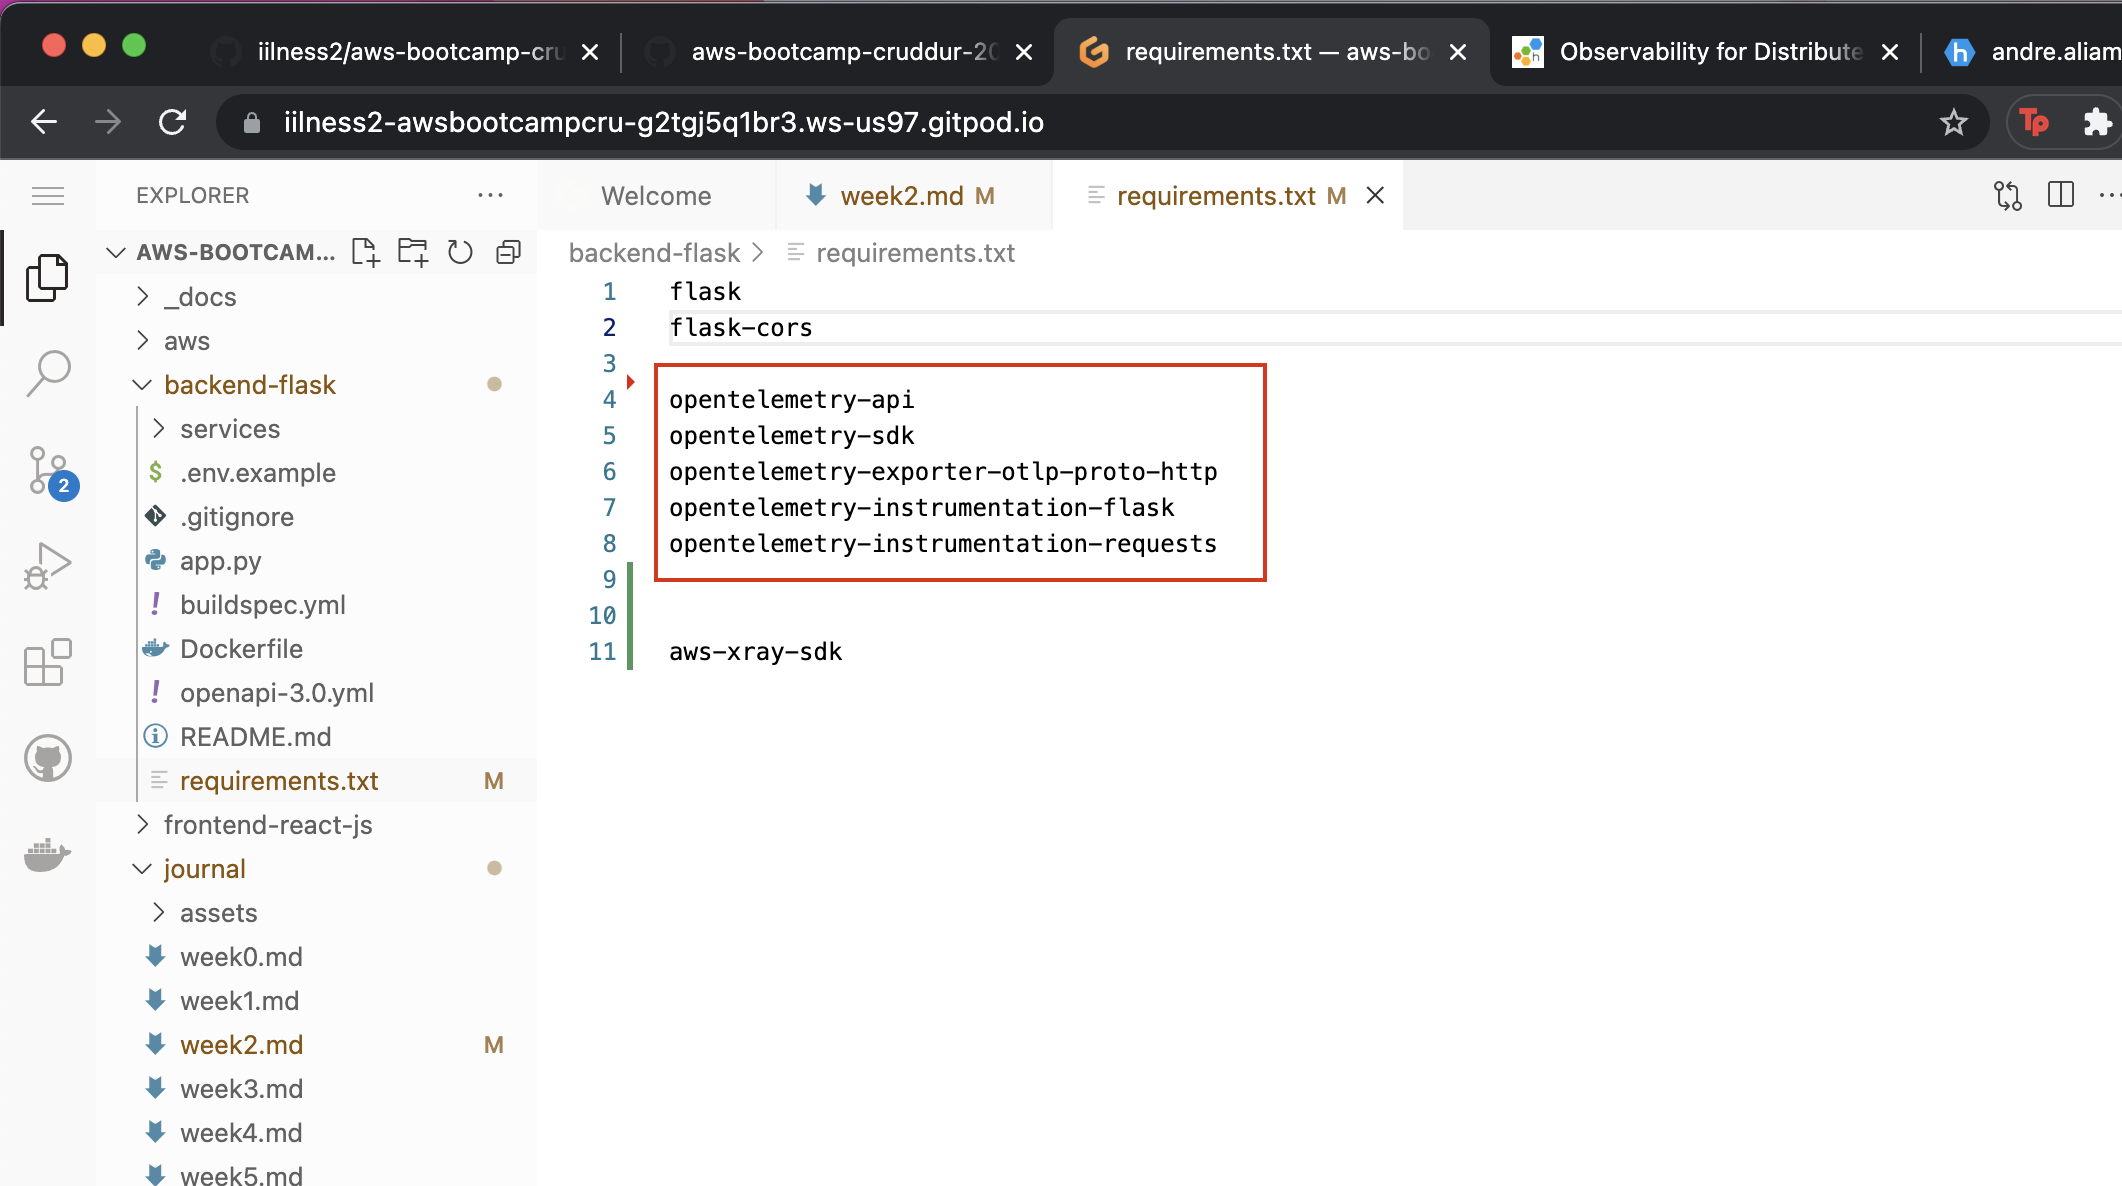 iilness2/aws-bootcamp-cru
aws-bootcamp-cruddur-20
requirements.txt — aws-bo
Observability for Distribute
andre.aliam
iilness2-awsbootcampcru-g2tgj5q1br3.ws-us97.gitpod.io
Tp
EXPLORER
Welcome
week2.md M
requirements.txt M
AWS-BOOTCAM...
backend-flask > requirements.txt
_docs
aws
backend-flask
services
$ .env.example
.gitignore
app.py
! buildspec.yml
Dockerfile
! openapi-3.0.yml
README.md
requirements.txt M
frontend-react-js
journal
assets
week0.md
week1.md
week2.md M
week3.md
week4.md
week5.md
2
1 flask
2 flask-cors
3
4 opentelemetry-api
5 opentelemetry-sdk
6 opentelemetry-exporter-otlp-proto-http
7 opentelemetry-instrumentation-flask
8 opentelemetry-instrumentation-requests
9
10
11 aws-xray-sdk